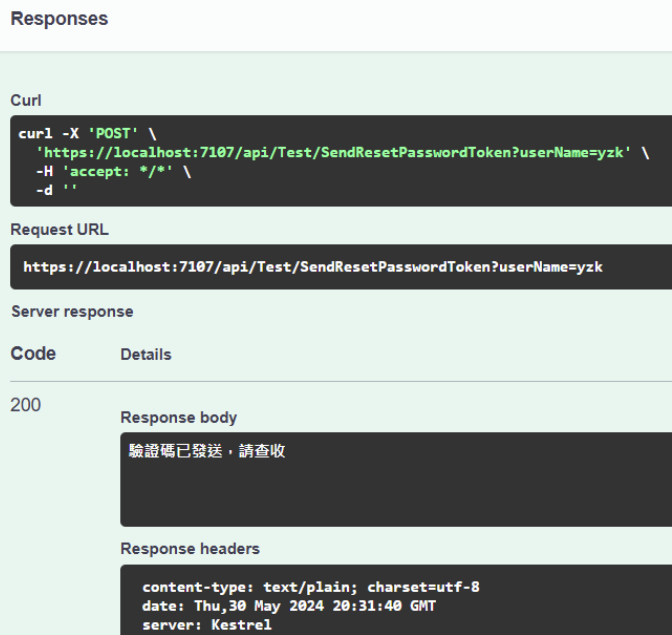 Responses
Curl
curl -X 'POST' \
'https://localhost:7107/api/Test/SendResetPasswordToken?userName=yzk' \
-H 'accept: */*' \
-d ''
Request URL
https://localhost:7107/api/Test/SendResetPasswordToken?userName=yzk
Server response
Code Details
200
Response body
驗證碼已發送，請查收
Response headers
content-type: text/plain; charset=utf-8
date: Thu,30 May 2024 20:31:40 GMT
server: Kestrel